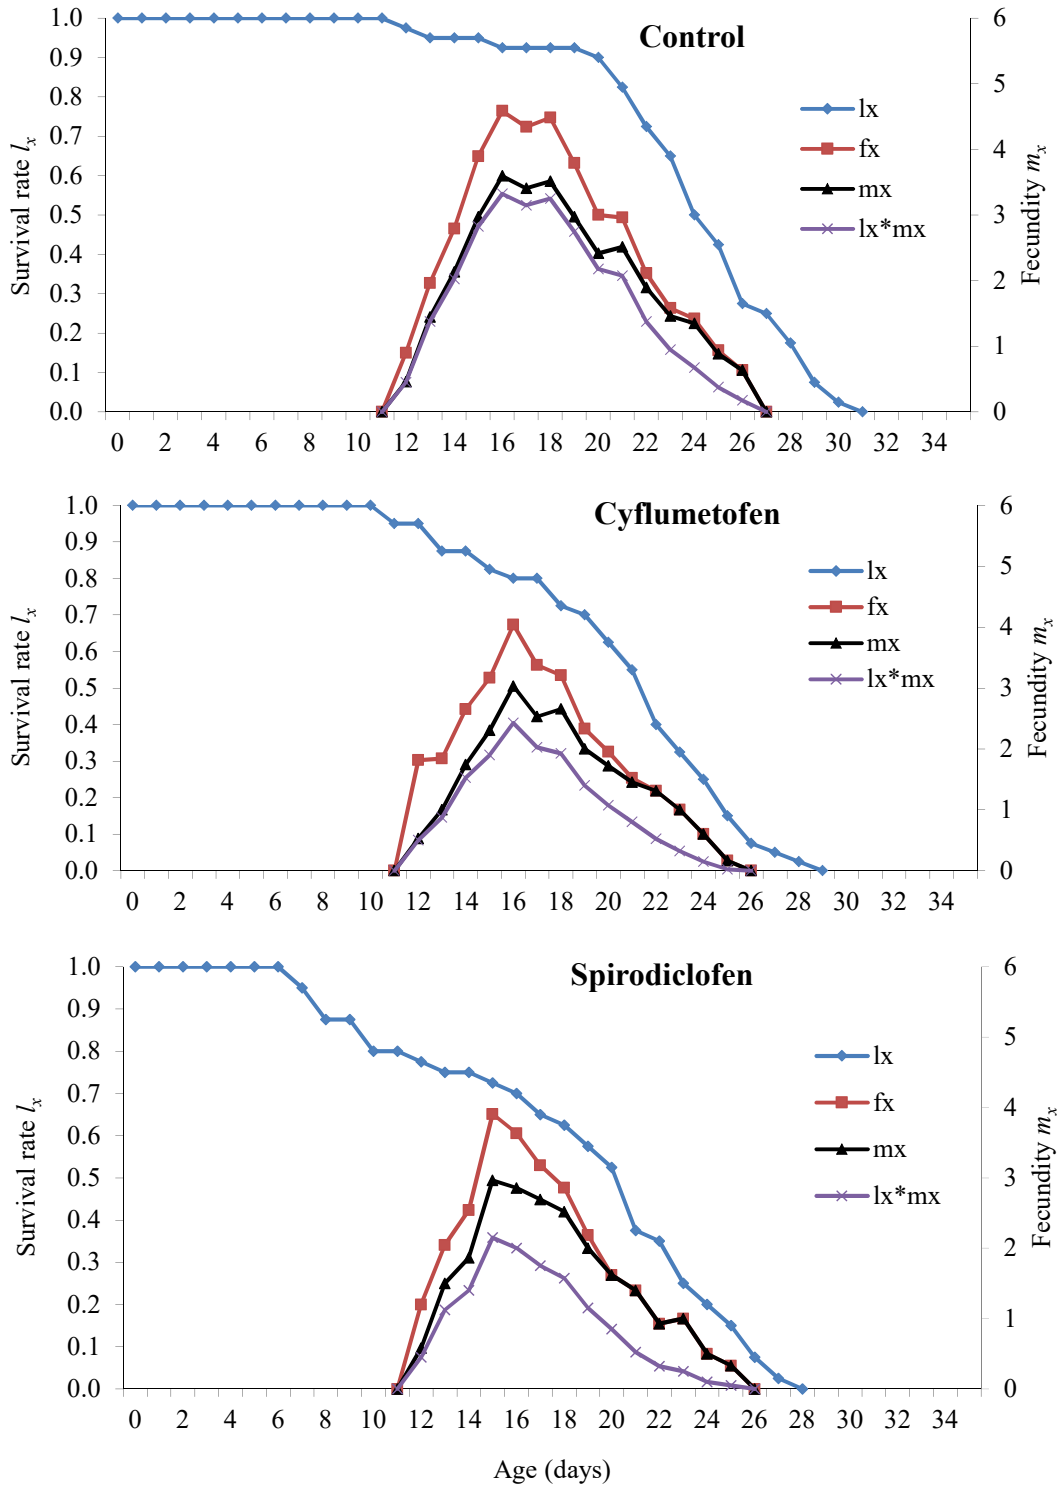 Control
1.0
0.9
0.8
0.7
0.6
0.5
0.4
0.3
0.2
0.1
0.0
Survival rate lx
6
5
4
3
2
1
0
Fecundity mx
lx
fx
mx
lx*mx
0 2 4 6 8 10 12 14 16 18 20 22 24 26 28 30 32 34
Cyflumetofen
1.0
0.9
0.8
0.7
0.6
0.5
0.4
0.3
0.2
0.1
0.0
Survival rate lx
6
5
4
3
2
1
0
Fecundity mx
lx
fx
mx
lx*mx
0 2 4 6 8 10 12 14 16 18 20 22 24 26 28 30 32 34
Spirodiclofen
1.0
0.9
0.8
0.7
0.6
0.5
0.4
0.3
0.2
0.1
0.0
Survival rate lx
6
5
4
3
2
1
0
Fecundity mx
lx
fx
mx
lx*mx
0 2 4 6 8 10 12 14 16 18 20 22 24 26 28 30 32 34
Age (days)